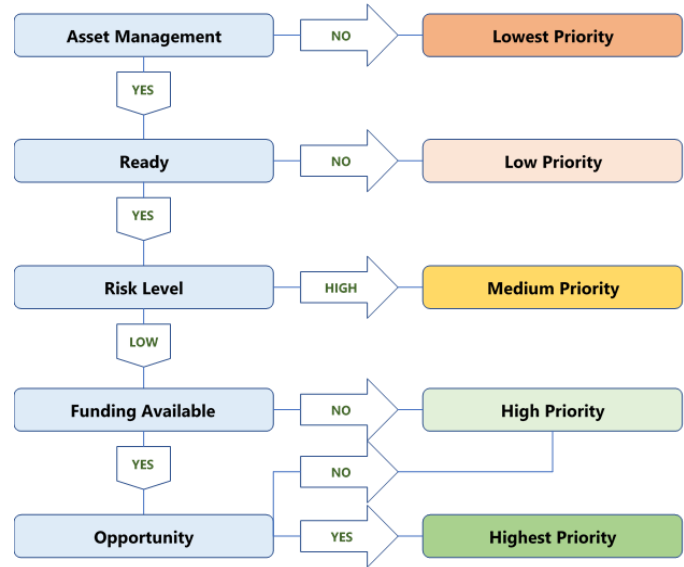 Asset Management
NO
Lowest Priority
YES
Ready
NO
Low Priority
YES
Risk Level
HIGH
Medium Priority
LOW
Funding Available
NO
High Priority
YES
NO
Opportunity
YES
Highest Priority